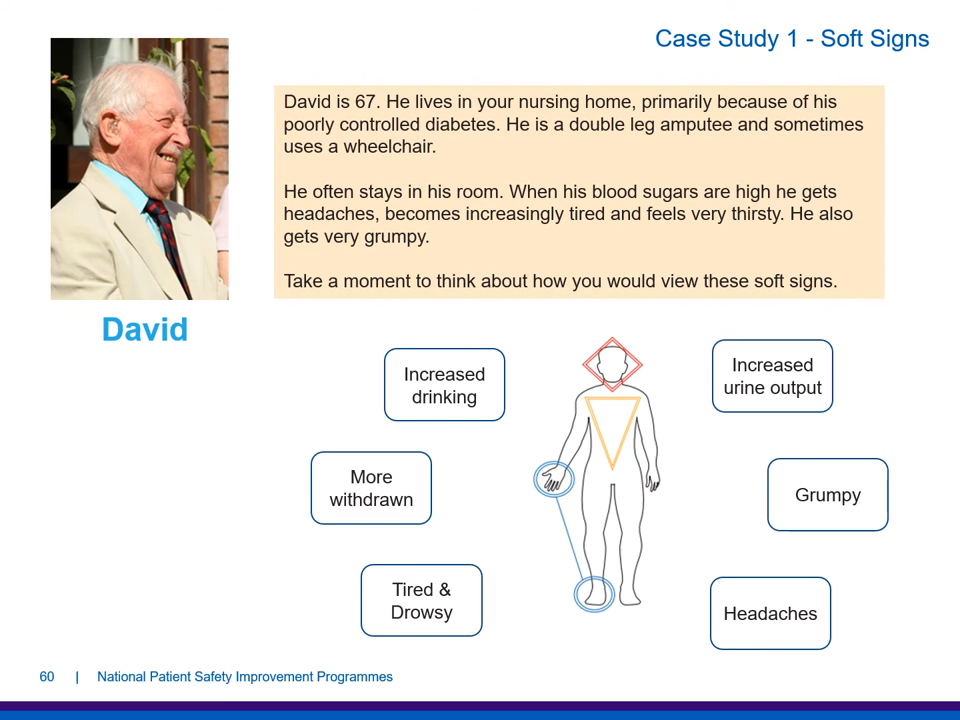 Case Study 1 - Soft Signs
David is 67. He lives in your nursing home, primarily because of his
poorly controlled diabetes. He is a double leg amputee and sometimes
uses a wheelchair.
He often stays in his room. When his blood sugars are high he gets
headaches, becomes increasingly tired and feels very thirsty. He also
gets very grumpy.
Take a moment to think about how you would view these soft signs.
David
Increased
drinking
Increased
urine output
More
withdrawn
Grumpy
Tired &
Drowsy
Headaches
60 | National Patient Safety Improvement Programmes